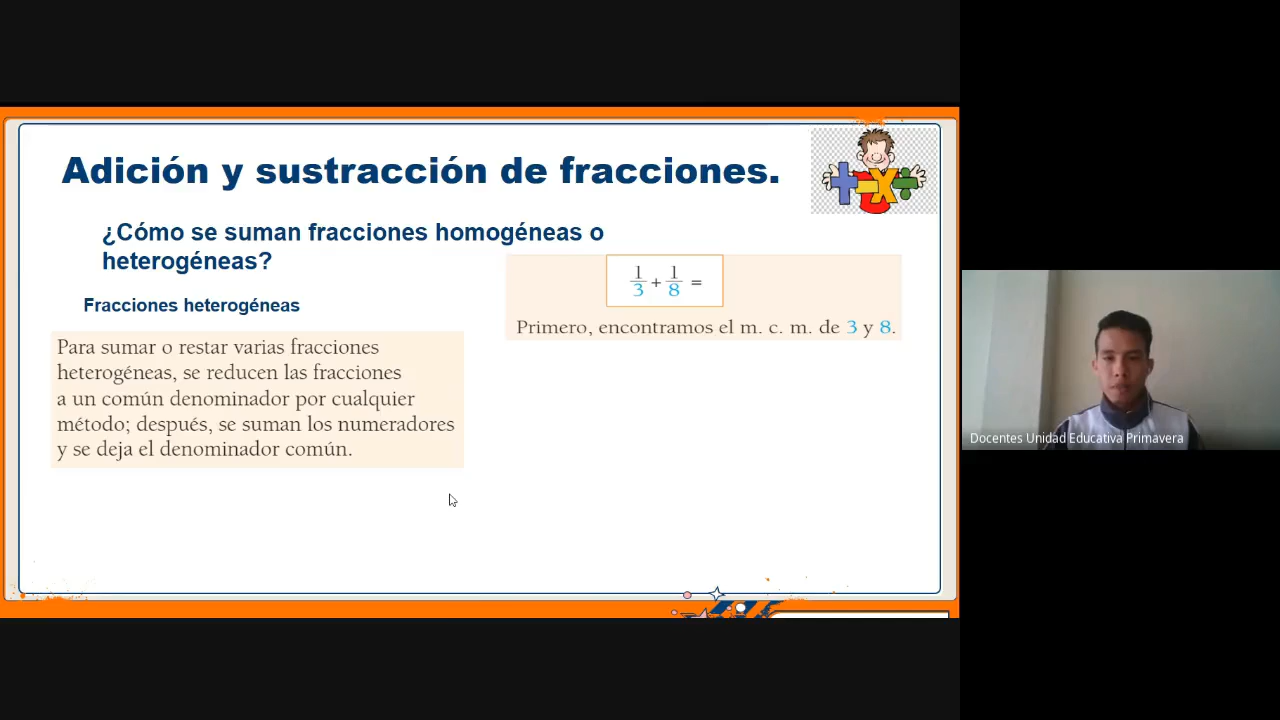 Adición y sustracción de fracciones.
¿Cómo se suman fracciones homogéneas o
heterogéneas?
Fracciones heterogéneas
Para sumar o restar varias fracciones
heterogéneas, se reducen las fracciones
a un común denominador por cualquier
método; después, se suman los numeradores
y se deja el denominador común.
1/3 + 1/8 =
Primero, encontramos el m. c. m. de 3 y 8.
Docentes Unidad Educativa Primavera